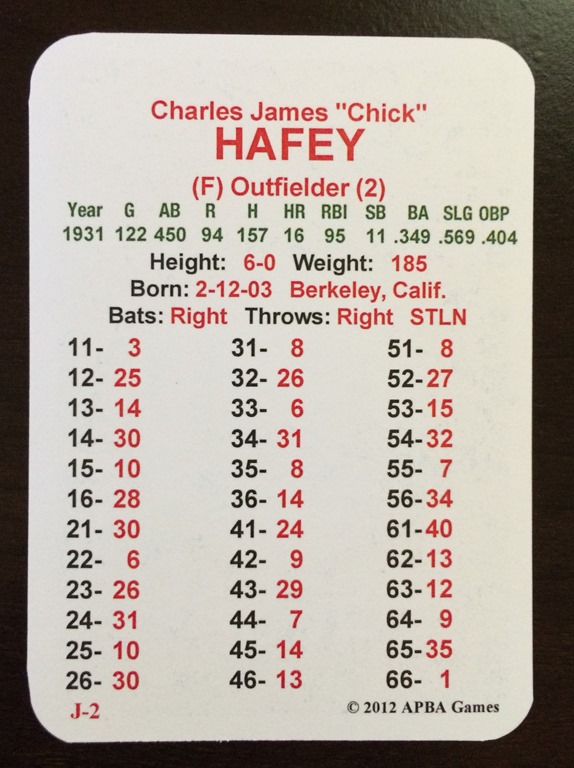 Charles James "Chick"
HAFEY
(F) Outfielder (2)
Year G AB R H HR RBI SB BA SLG OBP
1931 122 450 94 157 16 95 11 .349 .569 .404
Height: 6-0 Weight: 185
Born: 2-12-03 Berkeley, Calif.
Bats: Right Throws: Right STLN
11- 3 31- 8 51- 8
12- 25 32- 26 52- 27
13- 14 33- 6 53- 15
14- 30 34- 31 54- 32
15- 10 35- 8 55- 7
16- 28 36- 14 56- 34
21- 30 41- 24 61- 40
22- 6 42- 9 62- 13
23- 26 43- 29 63- 12
24- 31 44- 7 64- 9
25- 10 45- 14 65- 35
26- 30 46- 13 66- 1
J-2 © 2012 APBA Games